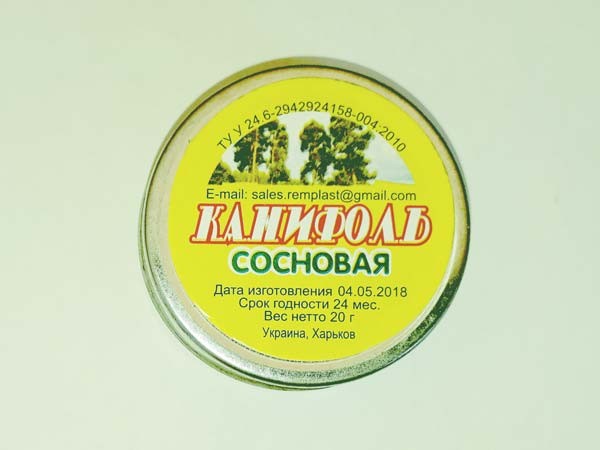 ТУ У 24.6-2942924158-004:2010
E-mail: sales.remplast@gmail.com
КАНИФОЛЬ
СОСНОВАЯ
Дата изготовления 04.05.2018
Срок годности 24 мес.
Вес нетто 20 г
Украина, Харьков